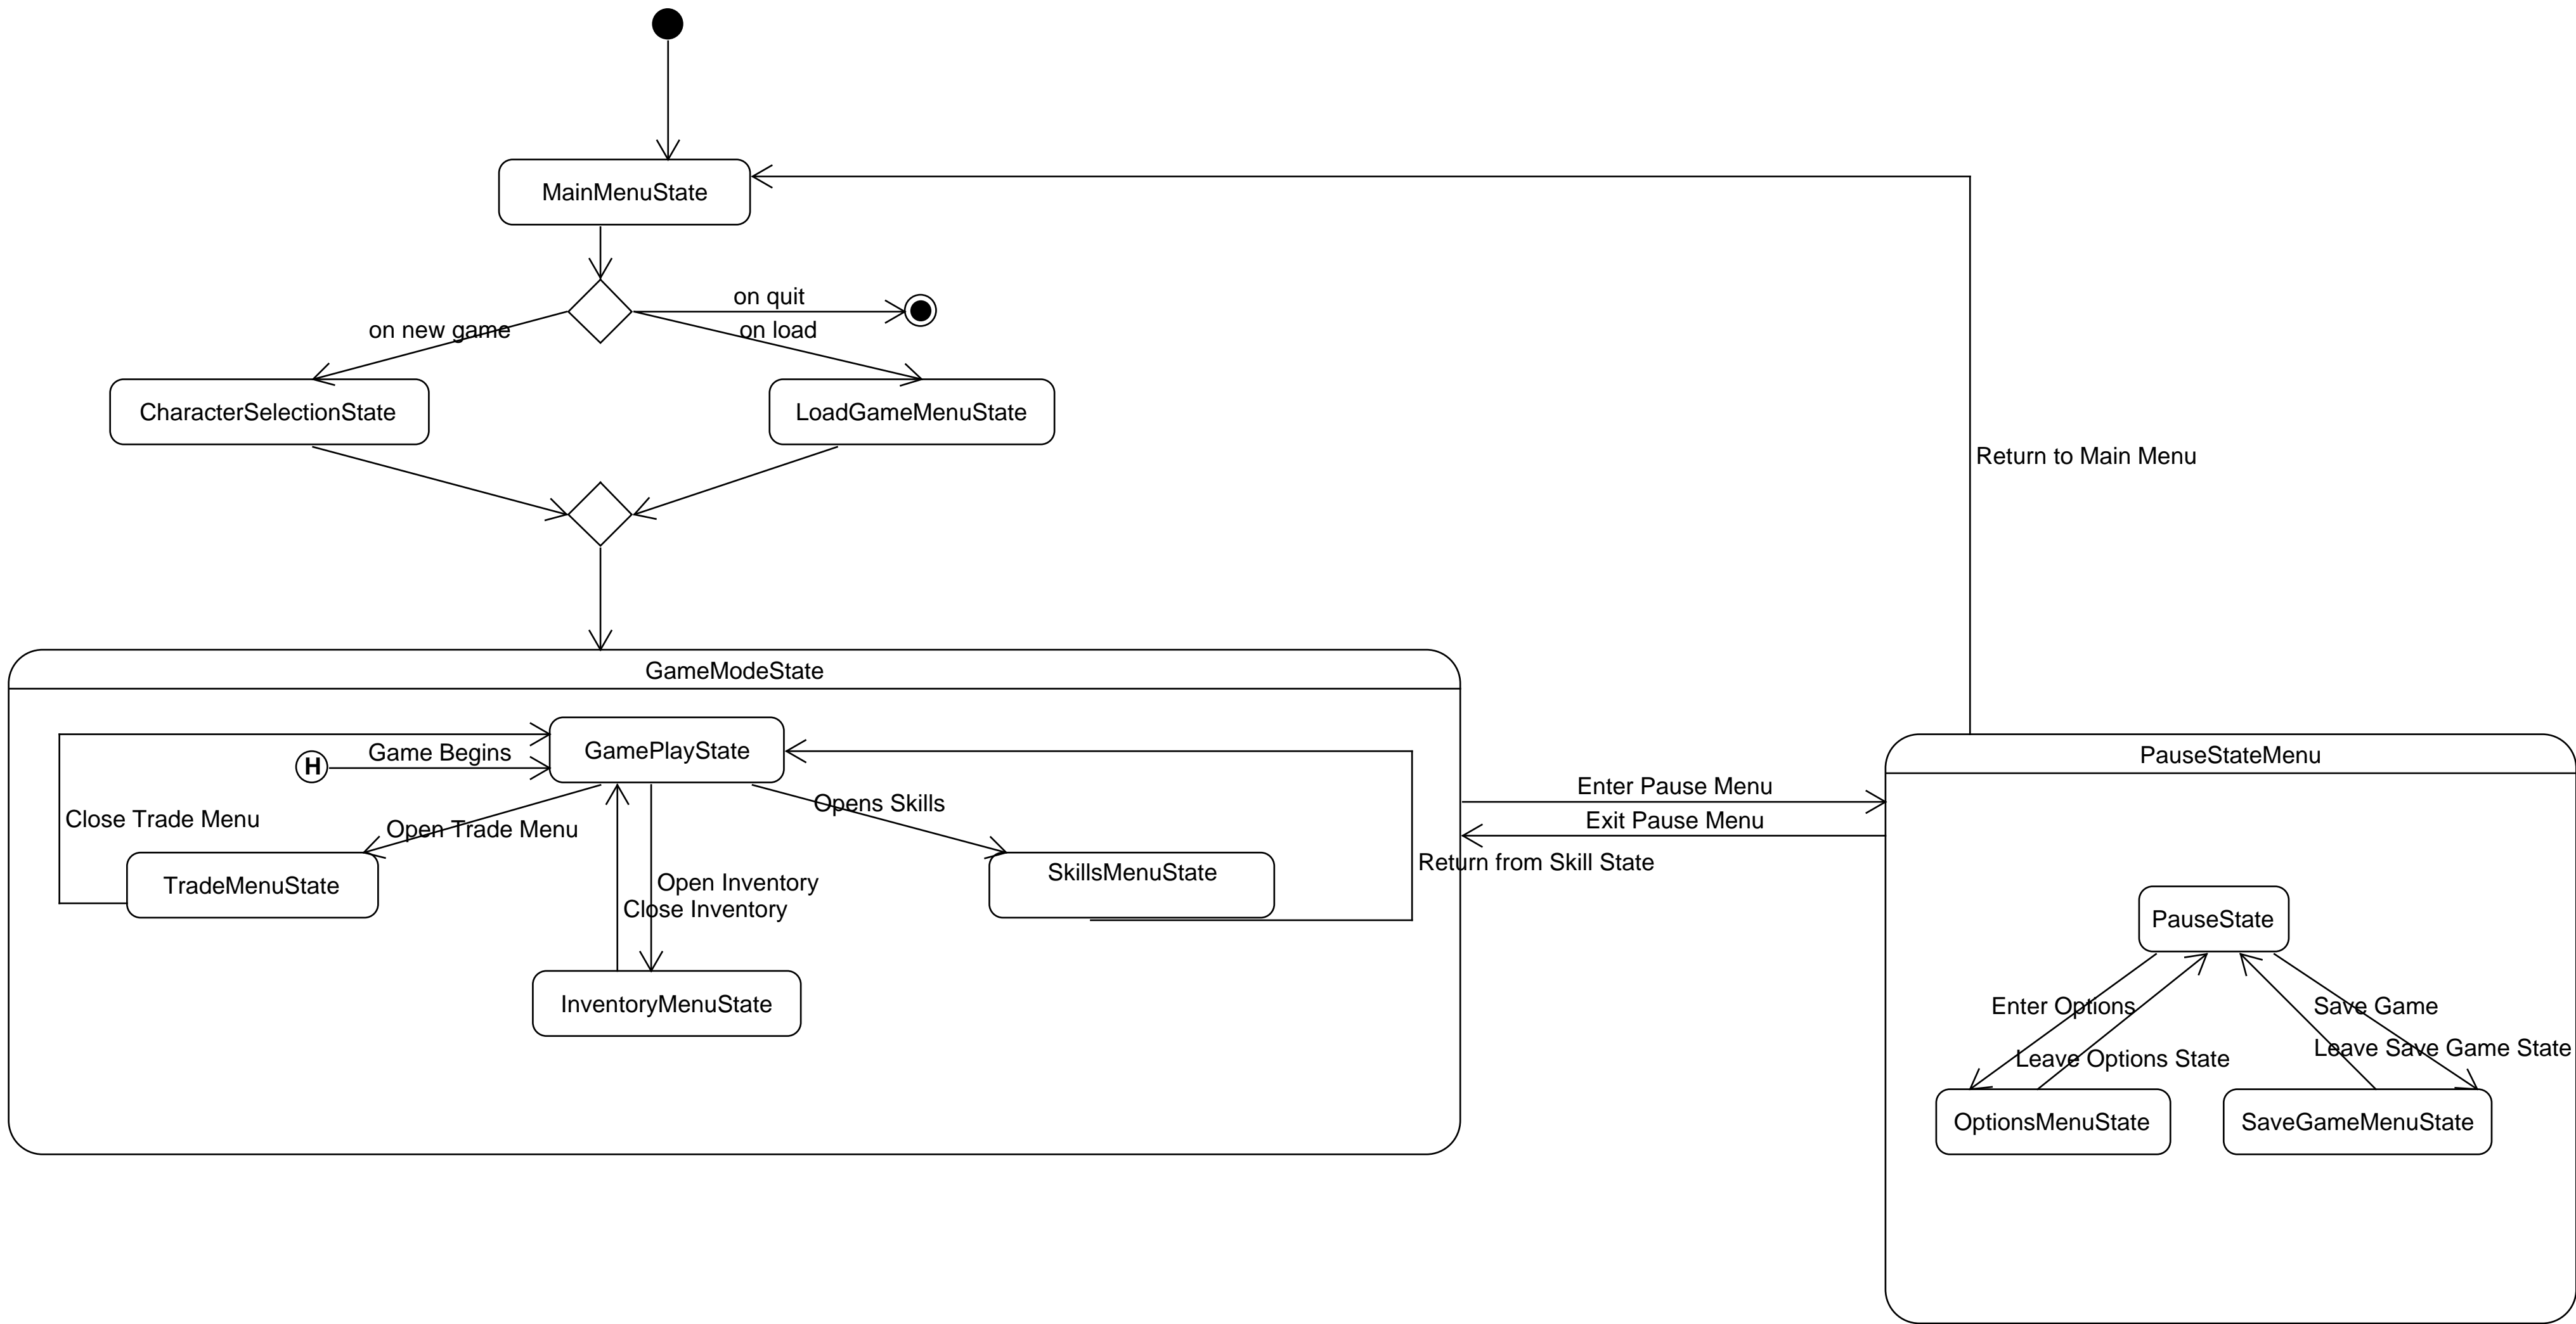 MainMenuState
on quit
on new game
on load
CharacterSelectionState
LoadGameMenuState
Return to Main Menu
GameModeState
GamePlayState
H
Game Begins
Close Trade Menu
Open Trade Menu
Opens Skills
TradeMenuState
SkillsMenuState
Open Inventory
Close Inventory
Return from Skill State
InventoryMenuState
Enter Pause Menu
Exit Pause Menu
PauseStateMenu
PauseState
Enter Options
Save Game
Leave Options State
Leave Save Game State
OptionsMenuState
SaveGameMenuState